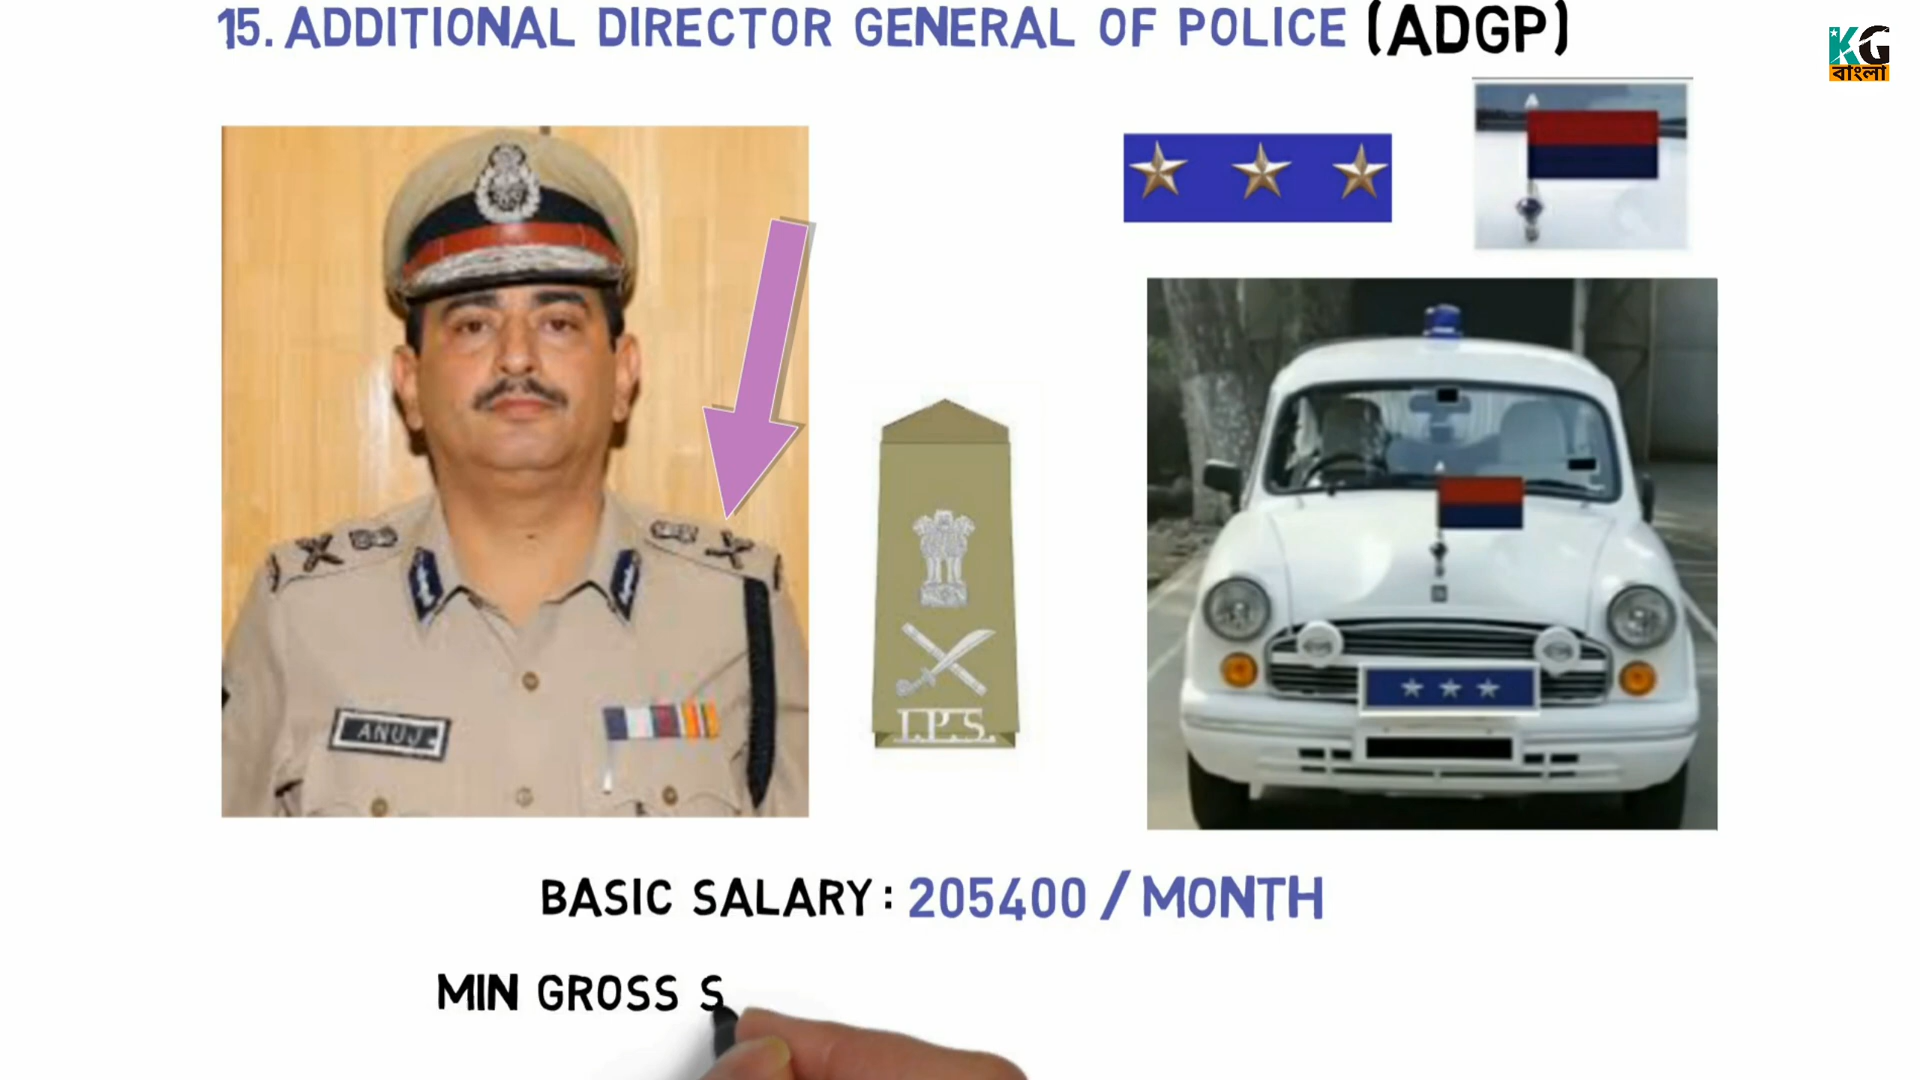 15. ADDITIONAL DIRECTOR GENERAL OF POLICE (ADGP)
KG
বাংলা
ANUJ
I.P.S.
BASIC SALARY: 205400 / MONTH
MIN GROSS S